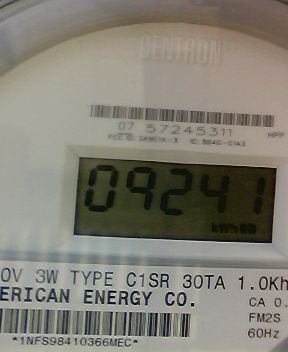 CENTRON
07 57245311
09241
kWh
0V 3W TYPE C1SR 30TA 1.0Kh
ERICAN ENERGY CO.
CA 0.
FM2S
60Hz
*1NFS98410366MEC*